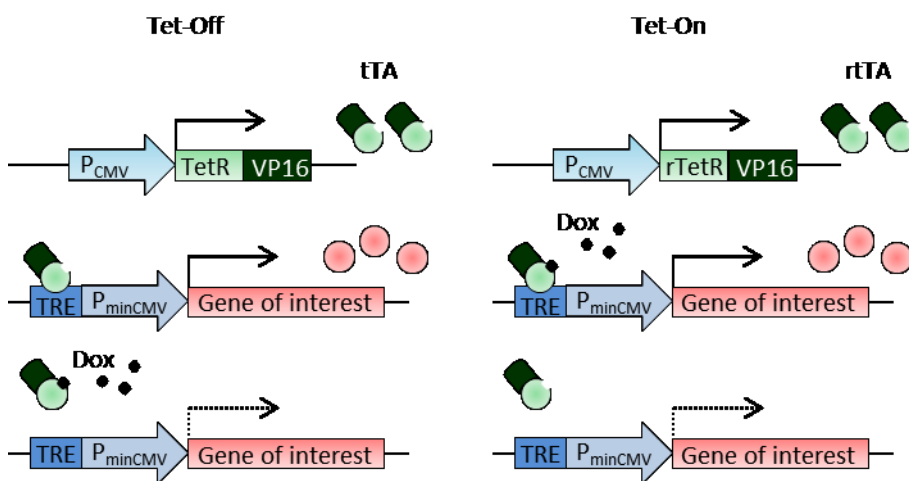 Tet-Off
tTA
PCMV TetR VP16
TRE PminCMV Gene of interest
Dox
TRE PminCMV Gene of interest
Tet-On
rtTA
PCMV rTetR VP16
Dox
TRE PminCMV Gene of interest
TRE PminCMV Gene of interest